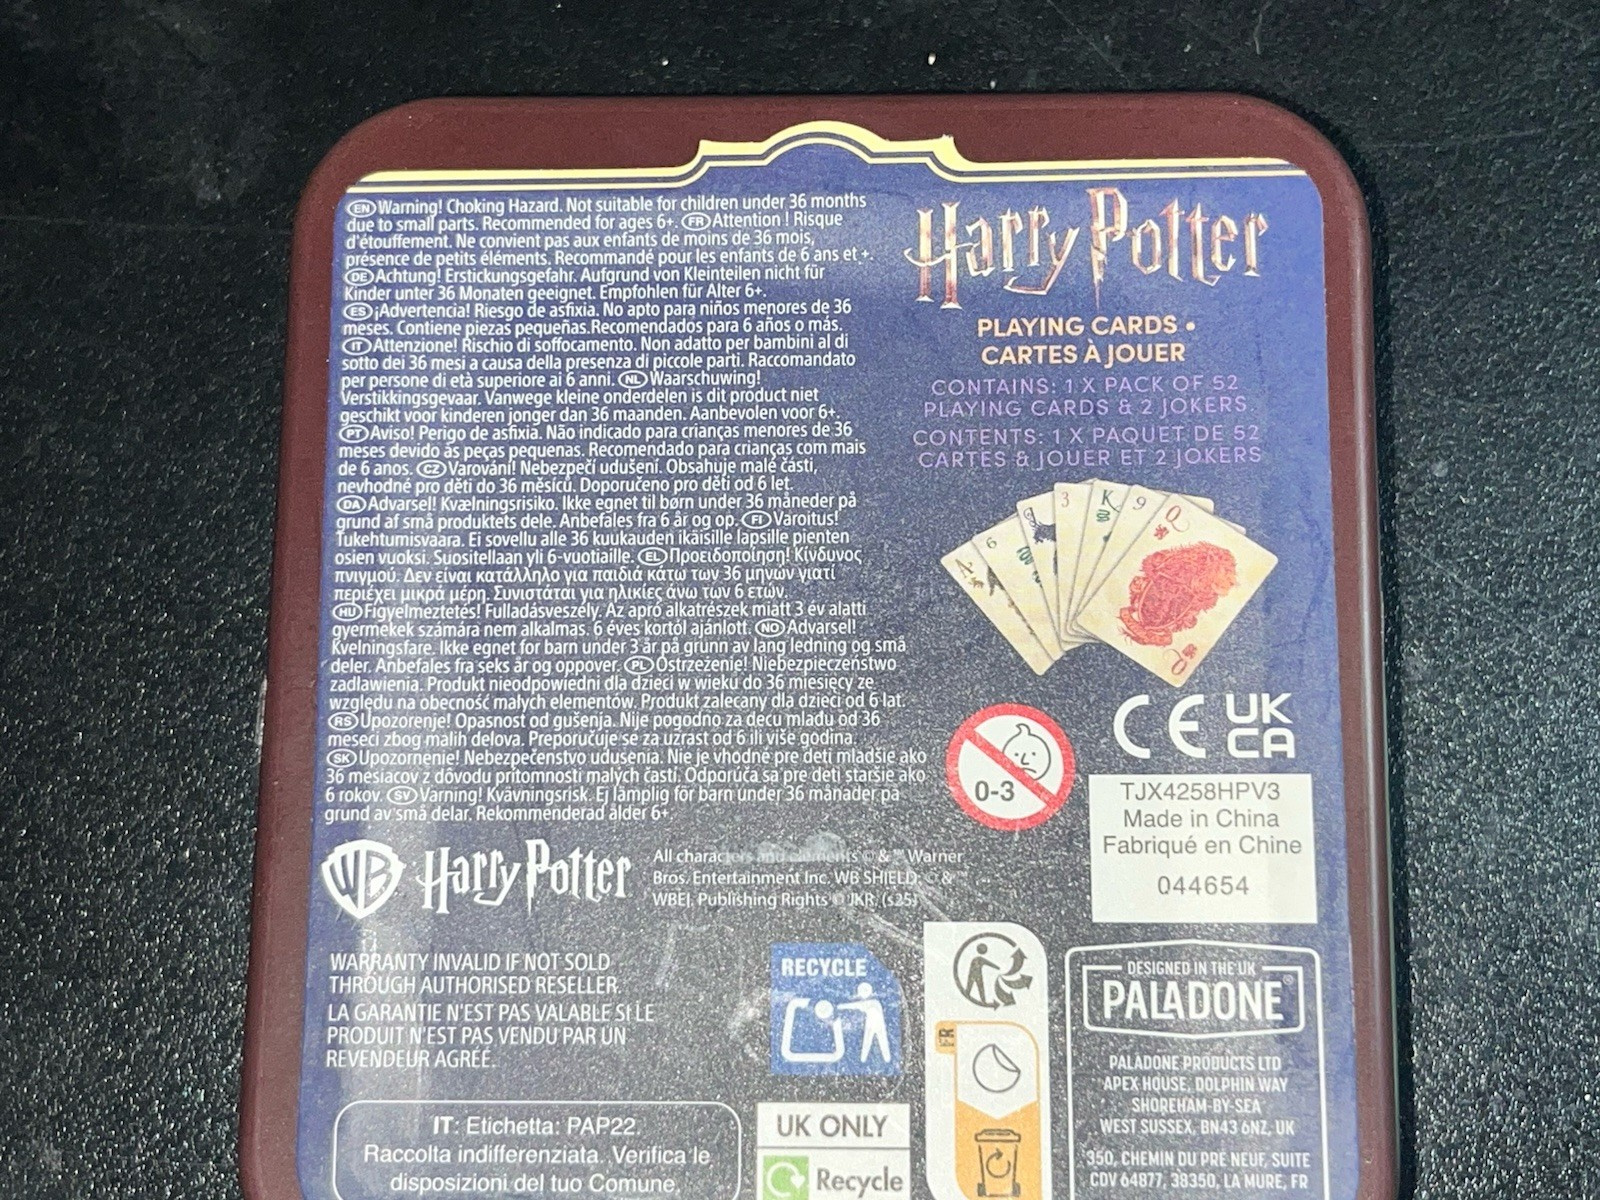 EN Warning! Choking Hazard. Not suitable for children under 36 months
due to small parts. Recommended for ages 6+. FR Attention ! Risque
d'étouffement. Ne convient pas aux enfants de moins de 36 mois,
présence de petits éléments. Recommandé pour les enfants de 6 ans et +.
DE Achtung! Erstickungsgefahr. Aufgrund von Kleinteilen nicht für
Kinder unter 36 Monaten geeignet. Empfohlen für Alter 6+.
ES ¡Advertencia! Riesgo de asfixia. No apto para niños menores de 36
meses. Contiene piezas pequeñas.Recomendados para 6 años o más.
IT Attenzione! Rischio di soffocamento. Non adatto per bambini al di
sotto dei 36 mesi a causa della presenza di piccole parti. Raccomandato
per persone di età superiore ai 6 anni. NL Waarschuwing!
Verstikkingsgevaar. Vanwege kleine onderdelen is dit product niet
geschikt voor kinderen jonger dan 36 maanden. Aanbevolen voor 6+.
PT Aviso! Perigo de asfixia. Não indicado para crianças menores de 36
meses devido às peças pequenas. Recomendado para crianças com mais
de 6 anos. CZ Varování! Nebezpečí udušení. Obsahuje malé části,
nevhodné pro děti do 36 měsíců. Doporučeno pro děti od 6 let.
DA Advarsel! Kvælningsrisiko. Ikke egnet til børn under 36 måneder på
grund af små produktets dele. Anbefales fra 6 år og op. FI Varoitus!
Tukehtumisvaara. Ei sovellu alle 36 kuukauden ikäisille lapsille pienten
osien vuoksi. Suositellaan yli 6-vuotiaille. EL Προειδοποίηση! Κίνδυνος
πνιγμού. Δεν είναι κατάλληλο για παιδιά κάτω των 36 μηνών γιατί
περιέχει μικρά μέρη. Συνιστάται για ηλικίες άνω των 6 ετών.
HU Figyelmeztetés! Fulladásveszély. Az apró alkatrészek miatt 3 év alatti
gyermekek számára nem alkalmas. 6 éves kortól ajánlott. NO Advarsel!
Kvelningsfare. Ikke egnet for barn under 3 år på grunn av lang ledning og små
deler. Anbefales fra seks år og oppover. PL Ostrzeżenie! Niebezpieczeństwo
zadławienia. Produkt nieodpowiedni dla dzieci w wieku do 36 miesięcy ze
względu na obecność małych elementów. Produkt zalecany dla dzieci od 6 lat.
RS Upozorenje! Opasnost od gušenja. Nije pogodno za decu mlađu od 36
meseci zbog malih delova. Preporučuje se za uzrast od 6 ili više godina.
SK Upozornenie! Nebezpečenstvo udusenia. Nie je vhodné pre deti mladšie ako
36 mesiacov z dôvodu prítomnosti malých častí. Odporúča sa pre deti staršie ako
6 rokov. SV Varning! Kvävningsrisk. Ej lämplig för barn under 36 månader på
grund av små delar. Rekommenderad ålder 6+.
Harry Potter
PLAYING CARDS •
CARTES À JOUER
CONTAINS: 1 X PACK OF 52
PLAYING CARDS & 2 JOKERS
CONTENTS: 1 X PAQUET DE 52
CARTES & JOUER ET 2 JOKERS
A
6
3
K
9
Q
Q
0-3
CE
UK
CA
TJX4258HPV3
Made in China
Fabriqué en Chine
044654
WB Harry Potter
All characters and elements © & ™ Warner
Bros. Entertainment Inc. WB SHIELD: © & ™
WBEI. Publishing Rights © JKR. (s25)
WARRANTY INVALID IF NOT SOLD
THROUGH AUTHORISED RESELLER.
LA GARANTIE N'EST PAS VALABLE SI LE
PRODUIT N'EST PAS VENDU PAR UN
REVENDEUR AGRÉÉ.
RECYCLE
FR
DESIGNED IN THE UK
PALADONE®
PALADONE PRODUCTS LTD
APEX HOUSE, DOLPHIN WAY
SHOREHAM-BY-SEA
WEST SUSSEX, BN43 6NZ, UK
350, CHEMIN DU PRÉ NEUF, SUITE
CDV 64877, 38350, LA MURE, FR
IT: Etichetta: PAP22.
Raccolta indifferenziata. Verifica le
disposizioni del tuo Comune.
UK ONLY
Recycle